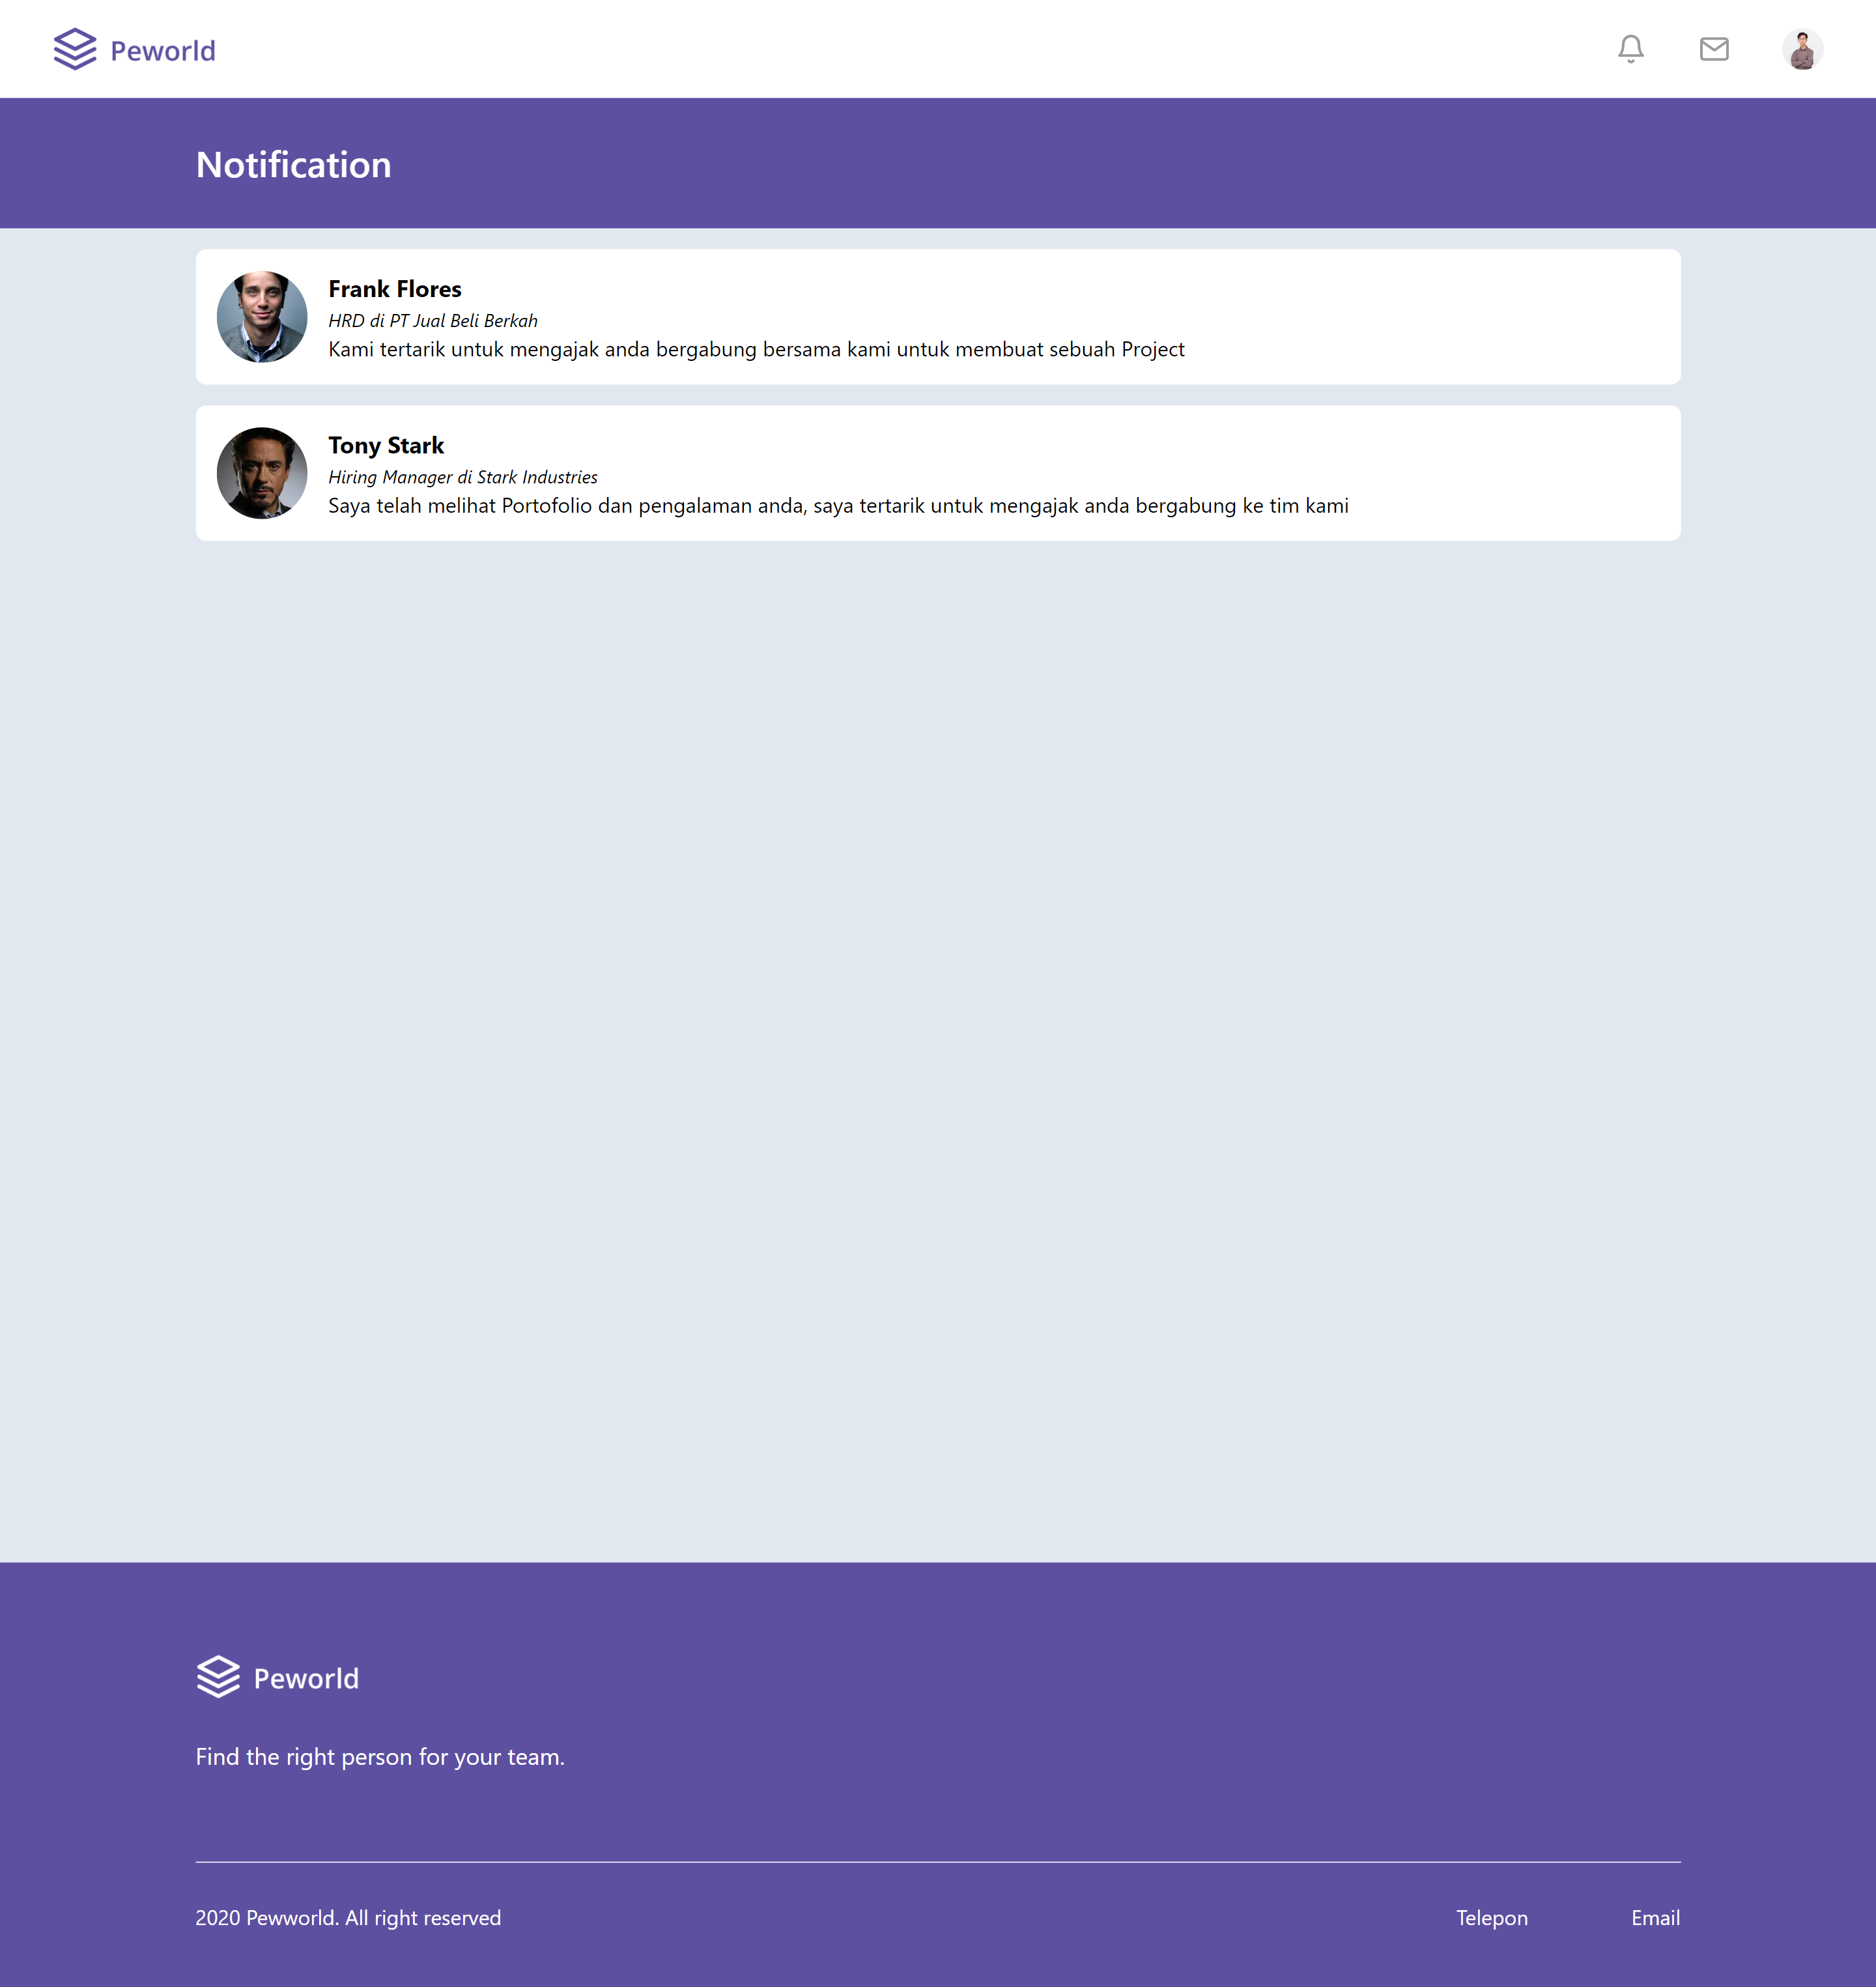 Peworld
Notification
Frank Flores
HRD di PT Jual Beli Berkah
Kami tertarik untuk mengajak anda bergabung bersama kami untuk membuat sebuah Project
Tony Stark
Hiring Manager di Stark Industries
Saya telah melihat Portofolio dan pengalaman anda, saya tertarik untuk mengajak anda bergabung ke tim kami
Peworld
Find the right person for your team.
2020 Pewworld. All right reserved
Telepon
Email